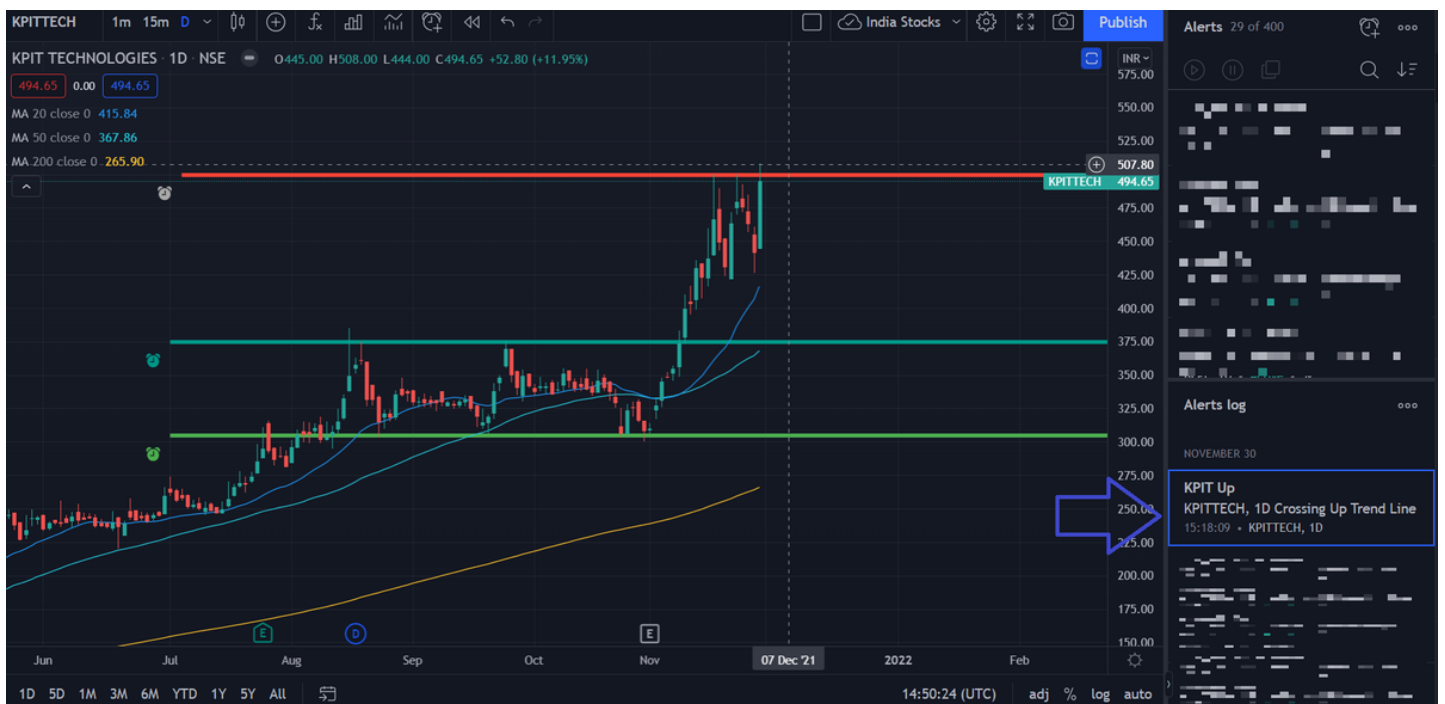 KPITTECH 1m 15m D India Stocks Publish
KPIT TECHNOLOGIES · 1D · NSE O445.00 H508.00 L444.00 C494.65 +52.80 (+11.95%)
494.65 0.00 494.65
MA 20 close 0 415.84
MA 50 close 0 367.86
MA 200 close 0 265.90
INR
575.00
550.00
525.00
507.80
KPITTECH 494.65
475.00
450.00
425.00
400.00
375.00
350.00
325.00
300.00
275.00
250.00
225.00
200.00
175.00
150.00
E D E
Jun Jul Aug Sep Oct Nov 07 Dec '21 2022 Feb
1D 5D 1M 3M 6M YTD 1Y 5Y All 14:50:24 (UTC) adj % log auto
Alerts 29 of 400
Alerts log
NOVEMBER 30
KPIT Up
KPITTECH, 1D Crossing Up Trend Line
15:18:09 • KPITTECH, 1D